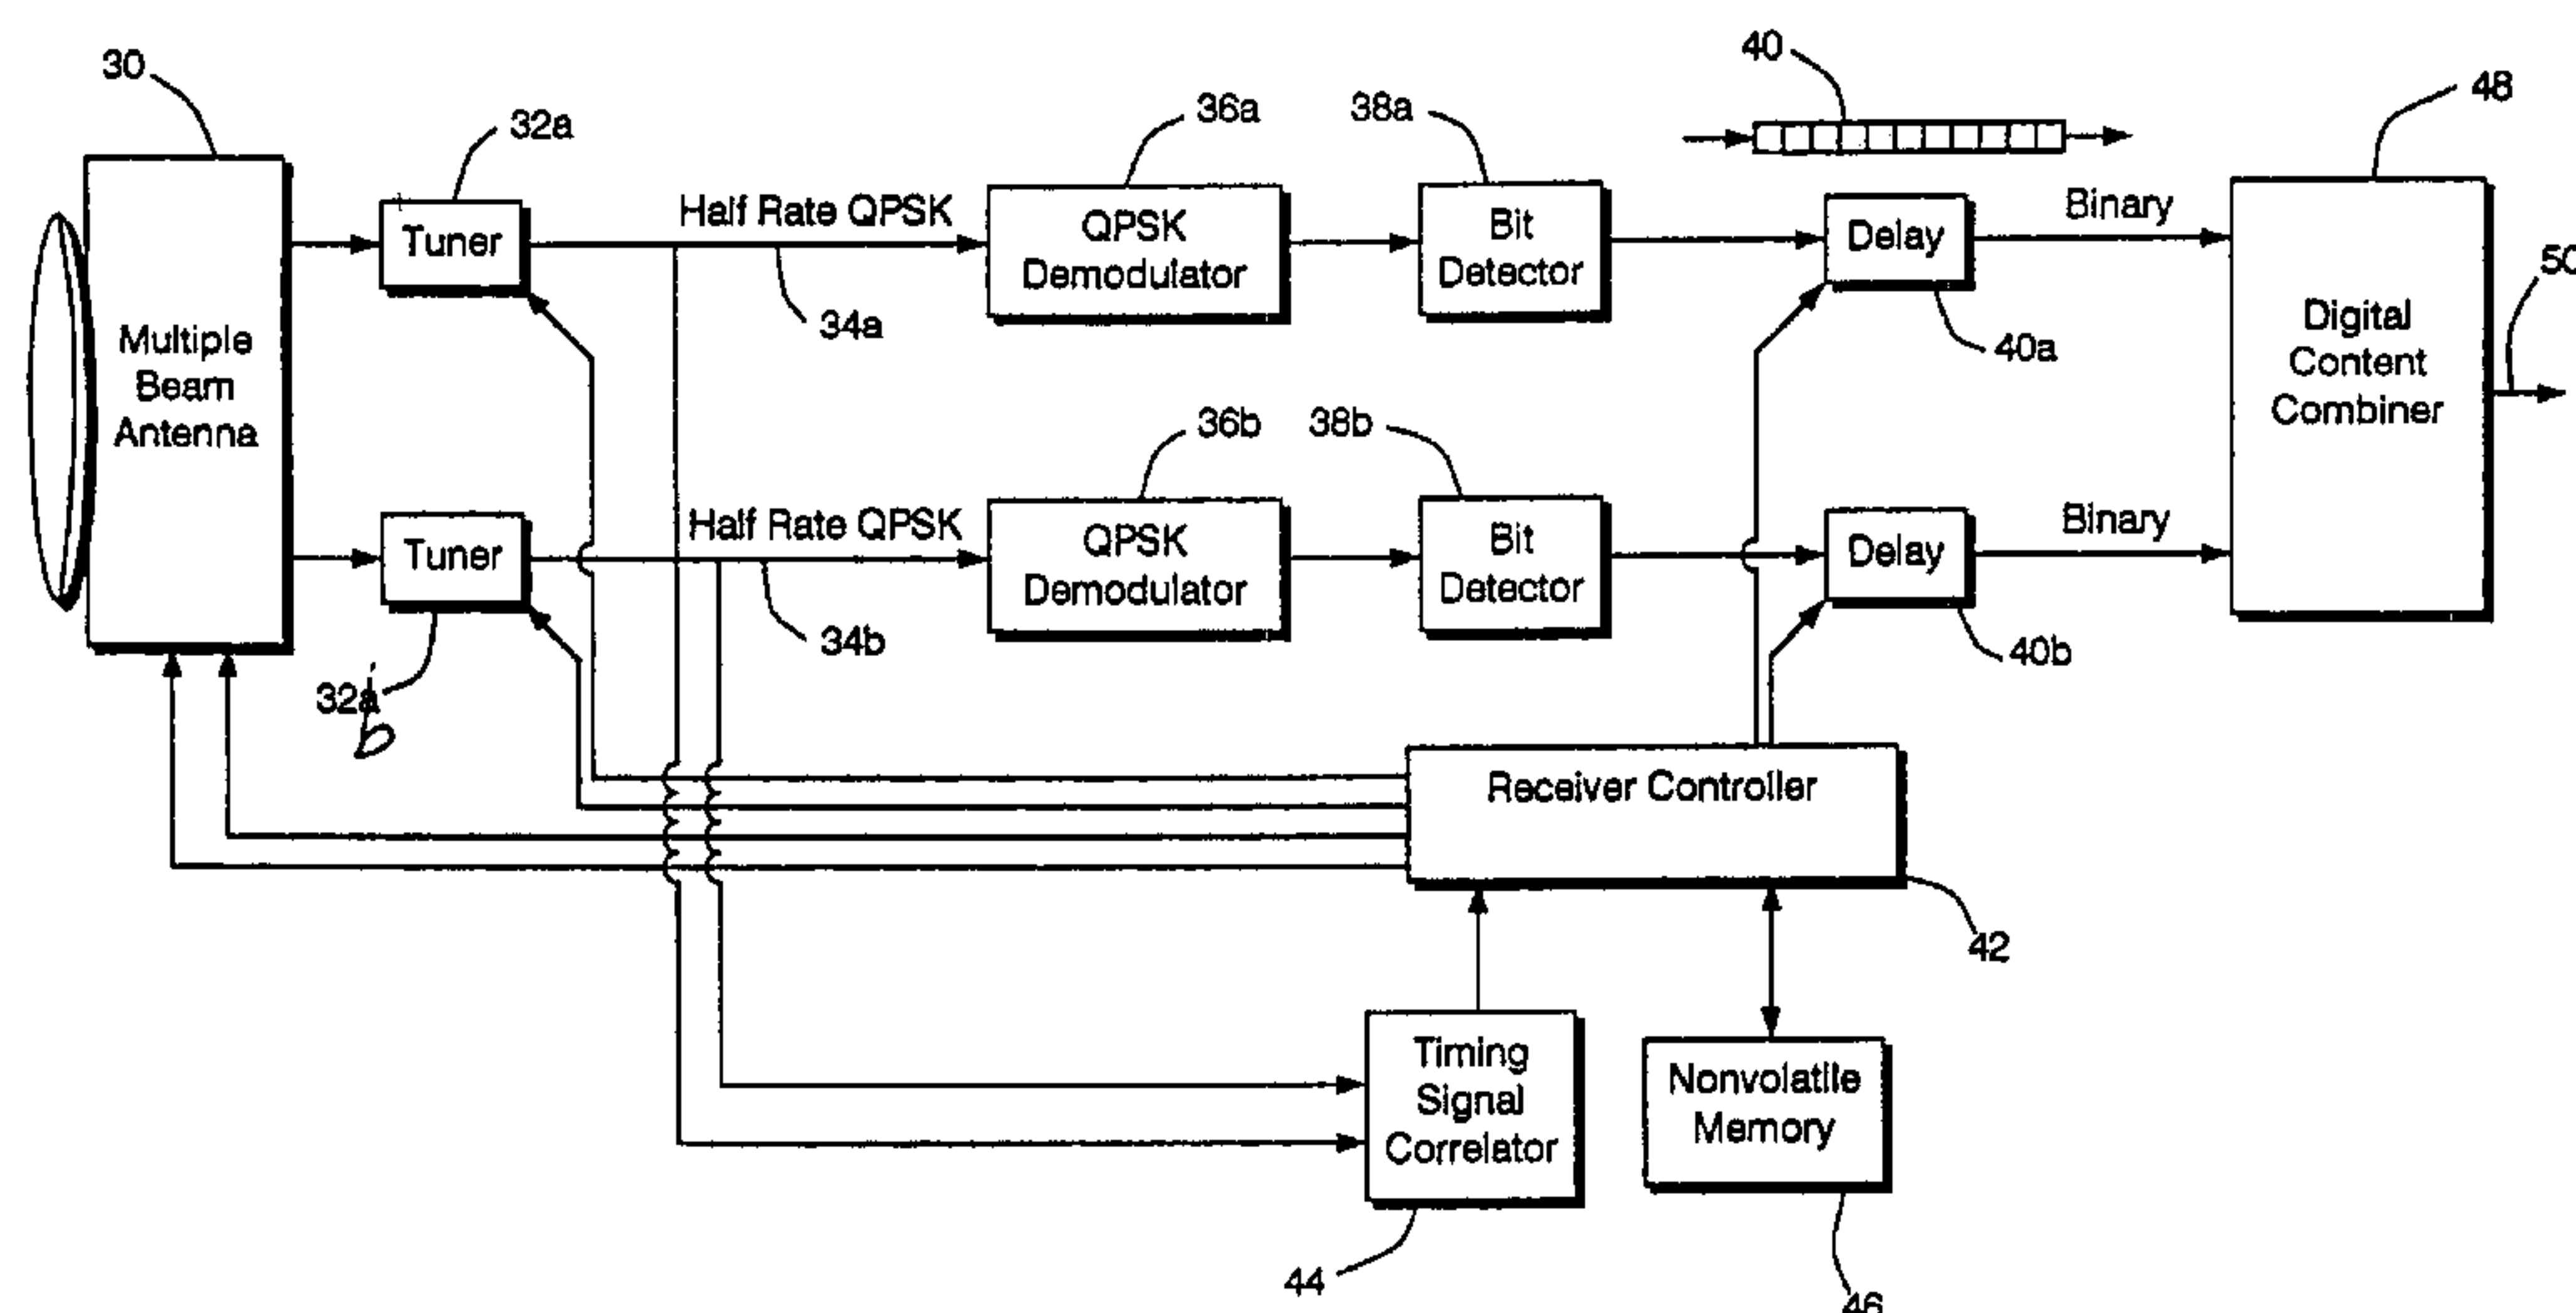 30
32a
36a
38a
40
48
Half Rate QPSK
Tuner
QPSK
Demodulator
Bit
Detector
Delay
Binary
50
34a
40a
Multiple
Beam
Antenna
Digital
Content
Combiner
36b
38b
Half Rate QPSK
Tuner
QPSK
Demodulator
Bit
Detector
Delay
Binary
34b
40b
32a
b
Receiver Controller
42
Timing
Signal
Correlator
Nonvolatile
Memory
44
46